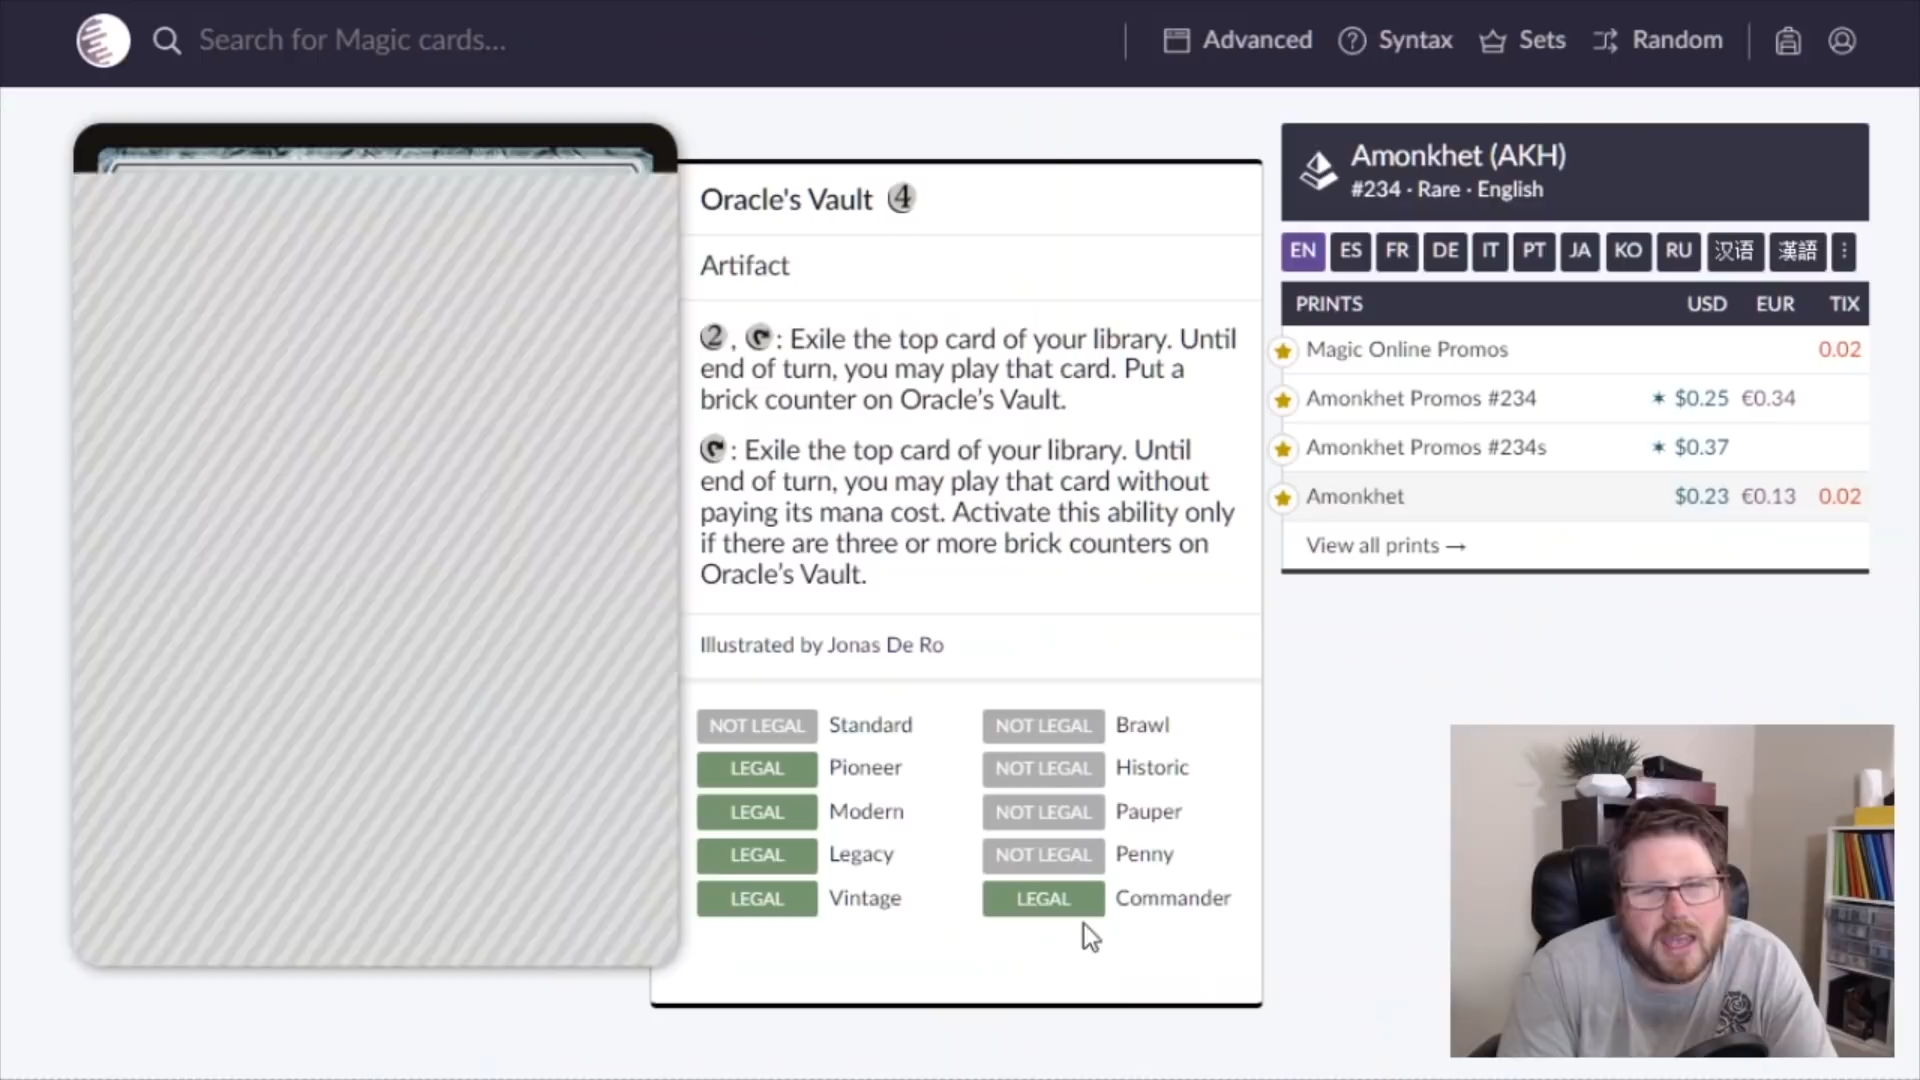 Search for Magic cards...
Advanced
Syntax
Sets
Random
Oracle's Vault 4
Artifact
2, : Exile the top card of your library. Until
end of turn, you may play that card. Put a
brick counter on Oracle's Vault.
: Exile the top card of your library. Until
end of turn, you may play that card without
paying its mana cost. Activate this ability only
if there are three or more brick counters on
Oracle's Vault.
Illustrated by Jonas De Ro
NOT LEGAL Standard NOT LEGAL Brawl
LEGAL Pioneer NOT LEGAL Historic
LEGAL Modern NOT LEGAL Pauper
LEGAL Legacy NOT LEGAL Penny
LEGAL Vintage LEGAL Commander
Amonkhet (AKH)
#234 · Rare · English
EN ES FR DE IT PT JA KO RU 汉语 漢語
PRINTS USD EUR TIX
Magic Online Promos 0.02
Amonkhet Promos #234 ✶ $0.25 €0.34
Amonkhet Promos #234s ✶ $0.37
Amonkhet $0.23 €0.13 0.02
View all prints →